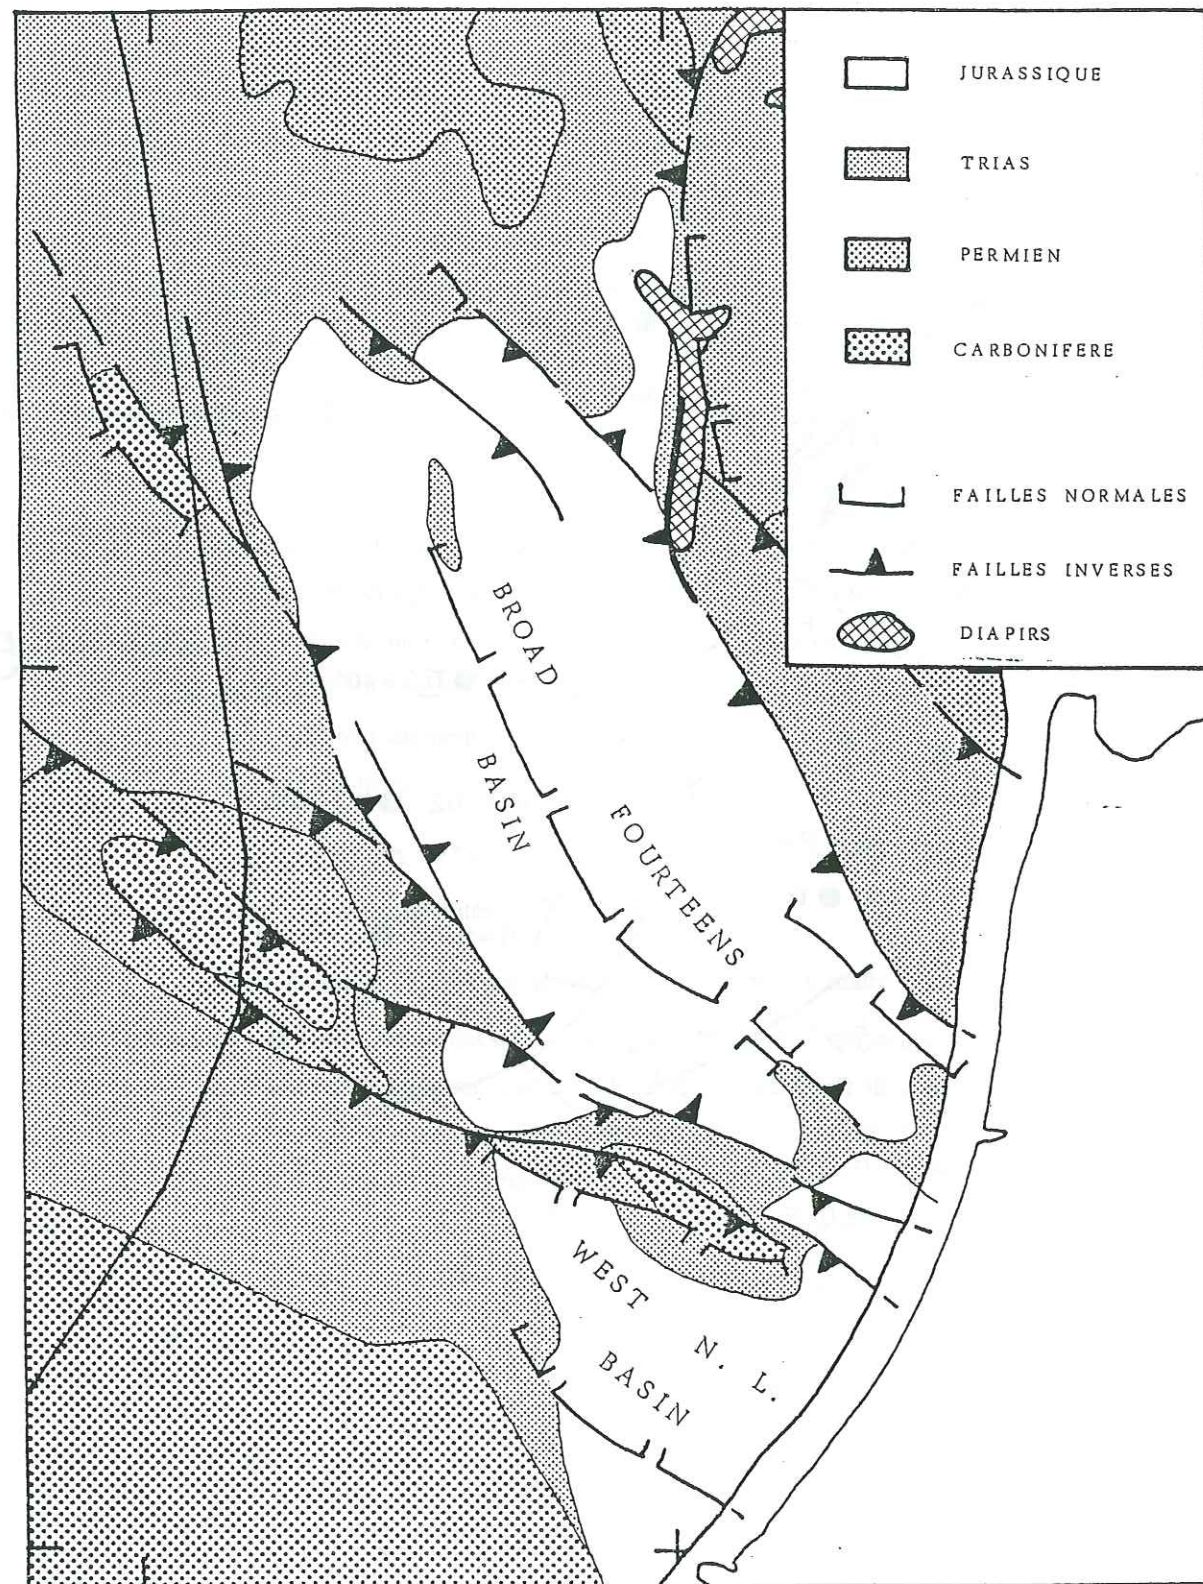 JURASSIQUE
TRIAS
PERMIEN
CARBONIFERE
FAILLES NORMALES
FAILLES INVERSES
DIAPIRS
BROAD
FOURTEENS
BASIN
WEST N. L.
BASIN